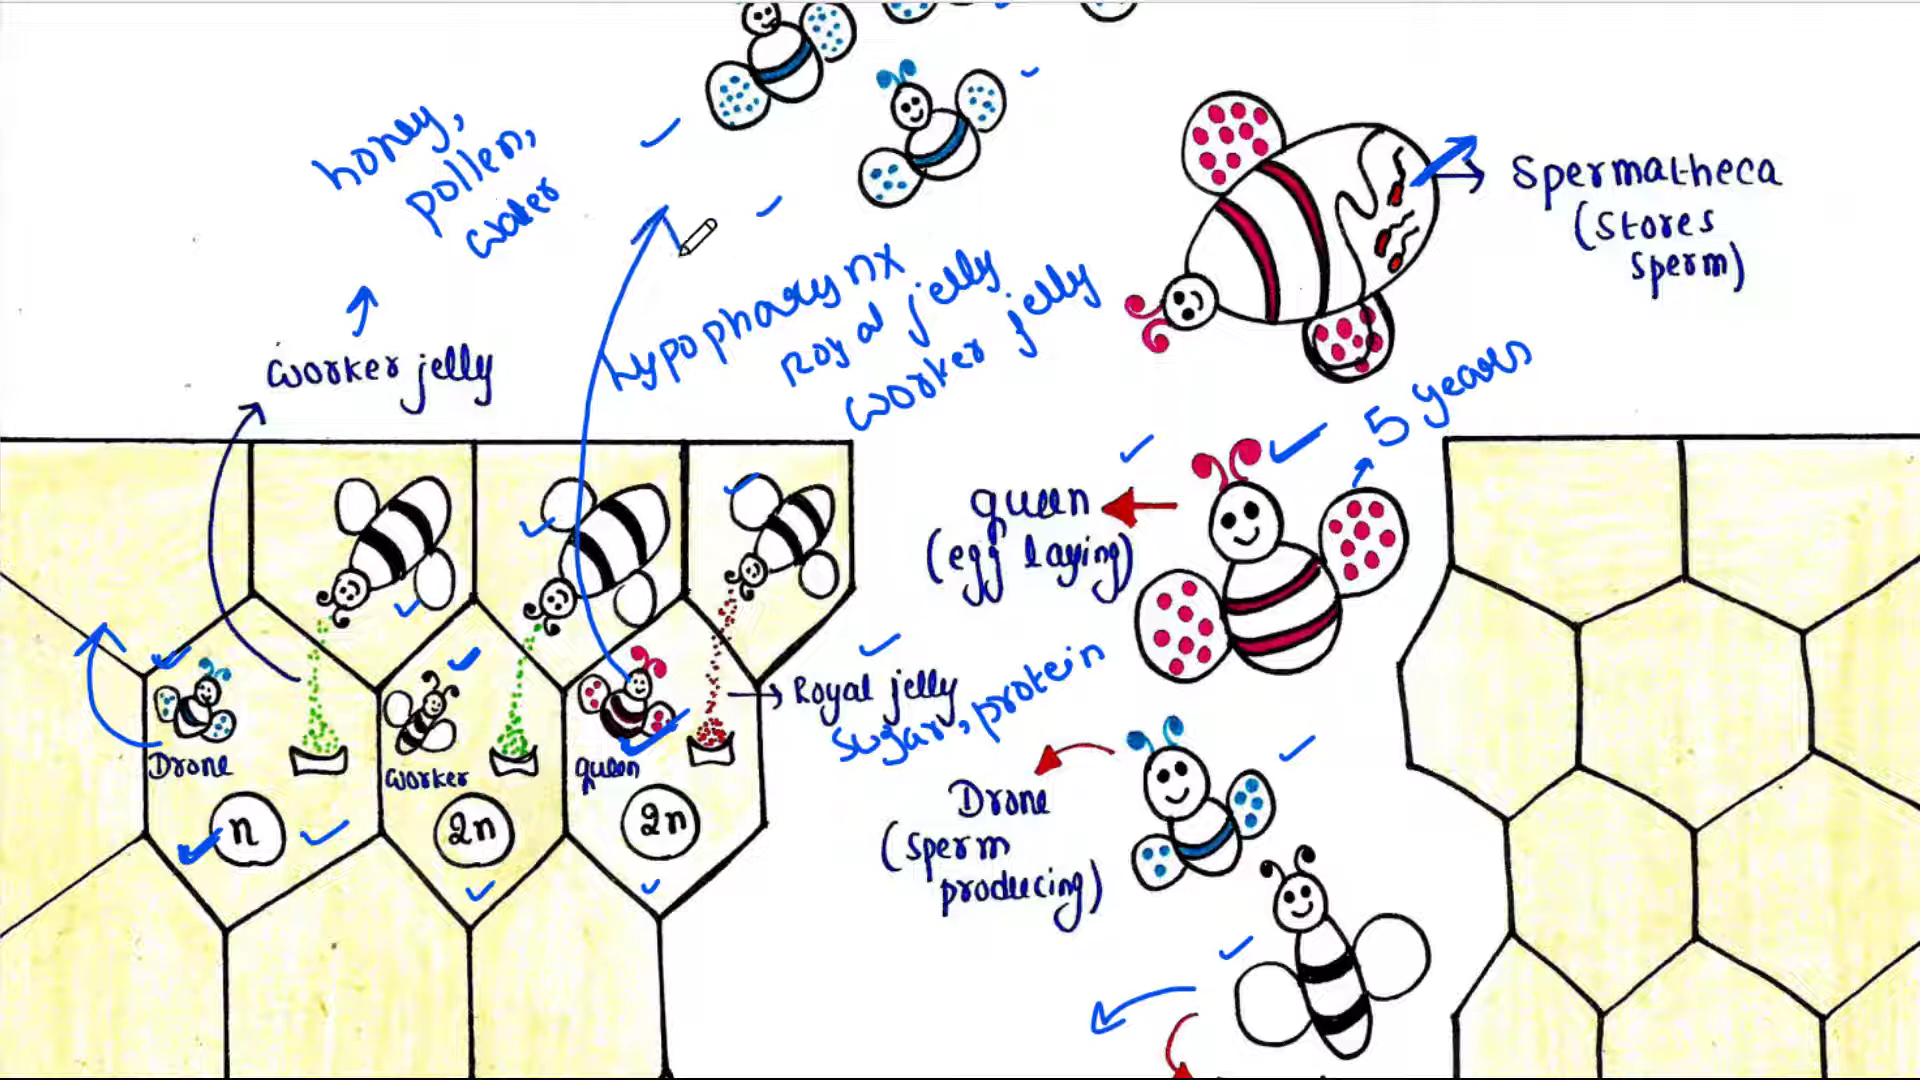 honey,
pollen,
water
Spermatheca
(stores
sperm)
hypopharynx
Royal jelly
worker jelly
worker jelly
5 years
queen
(egg laying)
Royal jelly
sugar, protein
Drone
worker
queen
n
2n
2n
Drone
(sperm
producing)